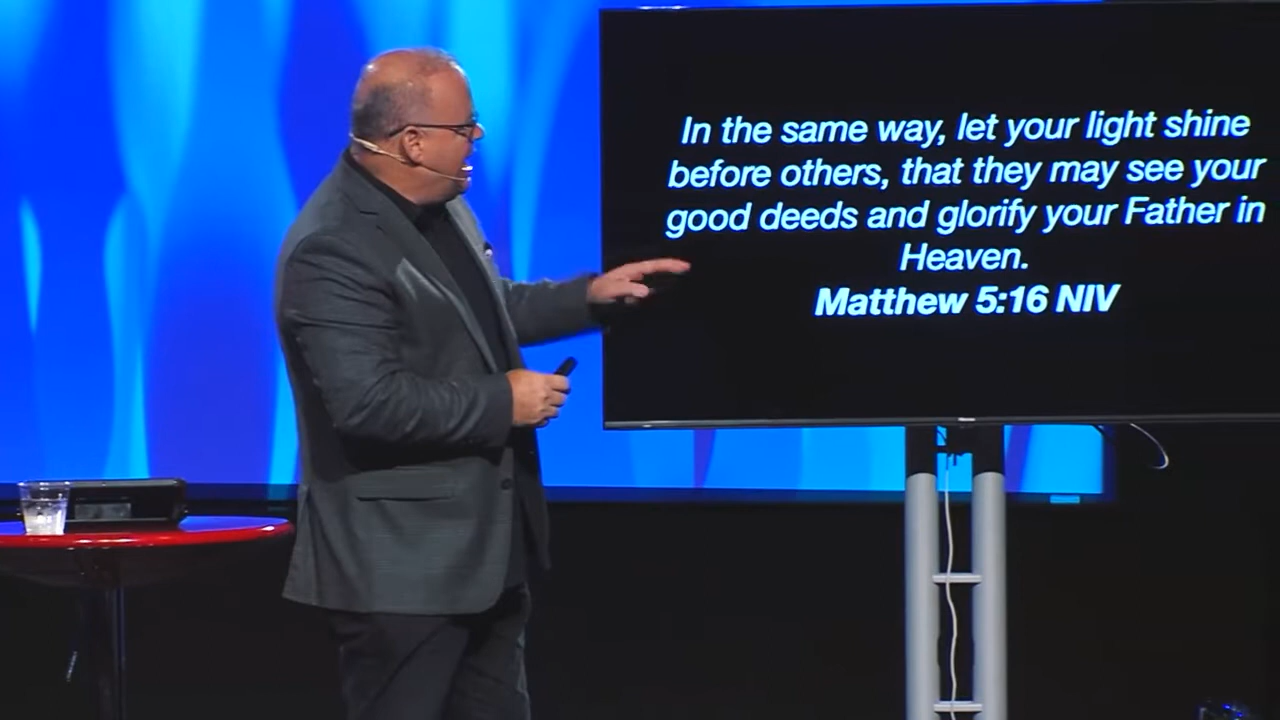 In the same way, let your light shine
before others, that they may see your
good deeds and glorify your Father in
Heaven.
Matthew 5:16 NIV